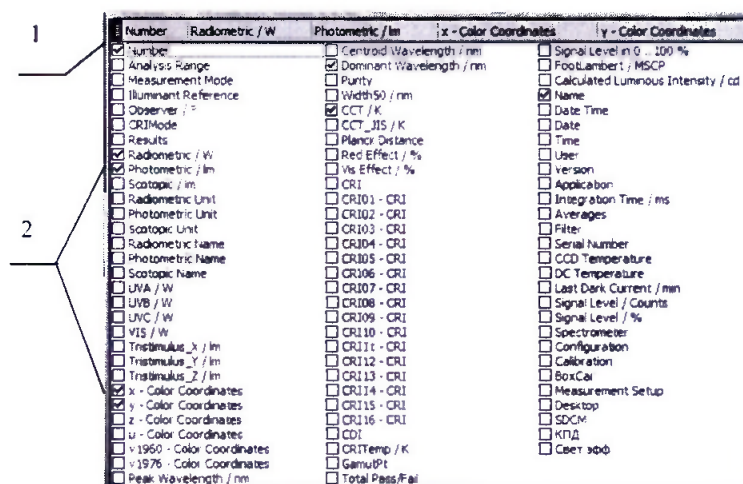 1
2
Number Radiometric / W Photometric / lm x - Color Coordinates y - Color Coordinates
Number
Analysis Range
Measurement Mode
Illuminant Reference
Observer / °
CRIMode
Results
Radiometric / W
Photometric / lm
Scotopic / lm
Radiometric Unit
Photometric Unit
Scotopic Unit
Radiometric Name
Photometric Name
Scotopic Name
UVA / W
UVB / W
UVC / W
VIS / W
Tristimulus_X / lm
Tristimulus_Y / lm
Tristimulus_Z / lm
x - Color Coordinates
y - Color Coordinates
z - Color Coordinates
u - Color Coordinates
v1960 - Color Coordinates
v1976 - Color Coordinates
Peak Wavelength / nm
Centroid Wavelength / nm
Dominant Wavelength / nm
Purity
Width50 / nm
CCT / K
CCT_JIS / K
Planck Distance
Red Effect / %
Vis Effect / %
CRI
CRI01 - CRI
CRI02 - CRI
CRI03 - CRI
CRI04 - CRI
CRI05 - CRI
CRI06 - CRI
CRI07 - CRI
CRI08 - CRI
CRI09 - CRI
CRI10 - CRI
CRI11 - CRI
CRI12 - CRI
CRI13 - CRI
CRI14 - CRI
CRI15 - CRI
CRI16 - CRI
CDI
CRITemp / K
GamutPt
Total Pass/Fail
Signal Level in 0 .. 100 %
FootLambert / MSCP
Calculated Luminous Intensity / cd
Name
Date Time
Date
Time
User
Version
Application
Integration Time / ms
Averages
Filter
Serial Number
CCD Temperature
DC Temperature
Last Dark Current / min
Signal Level / Counts
Signal Level / %
Spectrometer
Configuration
Calibration
BoxCar
Measurement Setup
Desktop
SDCM
КПД
Свет эфф